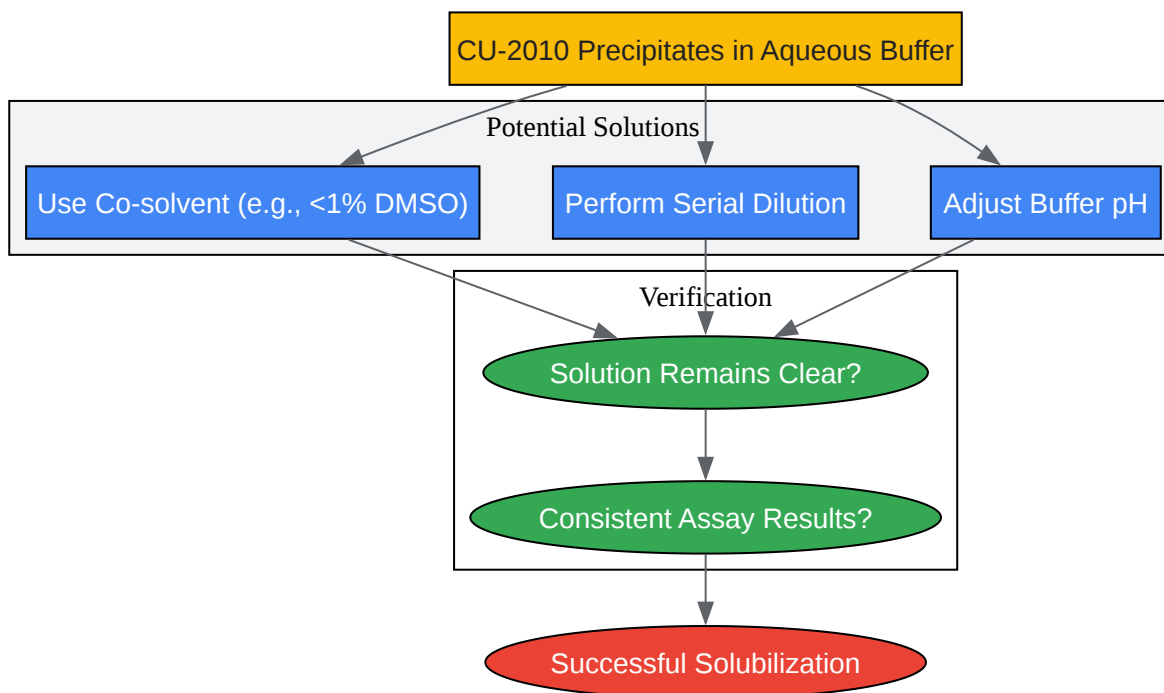 CU-2010 Precipitates in Aqueous Buffer
Potential Solutions
Use Co-solvent (e.g., <1% DMSO)
Perform Serial Dilution
Adjust Buffer pH
Verification
Solution Remains Clear?
Consistent Assay Results?
Successful Solubilization